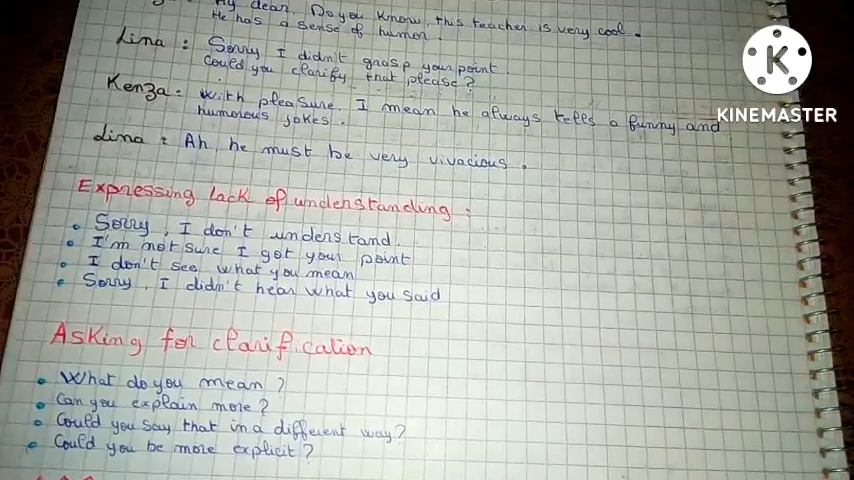 My dear, Do you know, this teacher is very cool.
He has a sense of humor.
Lina : Sorry I didn't grasp your point.
Could you clarify that please?
Kenza : With pleasure. I mean he always tells a funny and
humorous jokes.
Lina : Ah, he must be very vivacious.
Expressing lack of understanding :
• Sorry, I don't understand.
• I'm not sure I got your point
• I don't see what you mean
• Sorry, I didn't hear what you said
Asking for clarification
• What do you mean ?
• Can you explain more ?
• Could you say that in a different way?
• Could you be more explicit ?
K
KINEMASTER